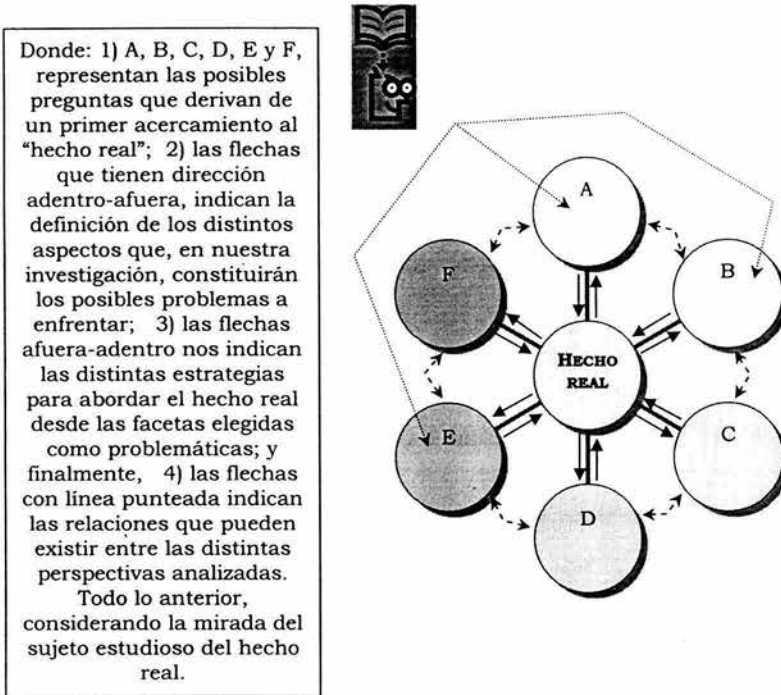 Donde: 1) A, B, C, D, E y F,
representan las posibles
preguntas que derivan de
un primer acercamiento al
“hecho real”; 2) las flechas
que tienen dirección
adentro-afuera, indican la
definición de los distintos
aspectos que, en nuestra
investigación, constituirán
los posibles problemas a
enfrentar; 3) las flechas
afuera-adentro nos indican
las distintas estrategias
para abordar el hecho real
desde las facetas elegidas
como problemáticas; y
finalmente, 4) las flechas
con línea punteada indican
las relaciones que pueden
existir entre las distintas
perspectivas analizadas.
Todo lo anterior,
considerando la mirada del
sujeto estudioso del hecho
real.
A
F
B
HECHO
REAL
E
C
D